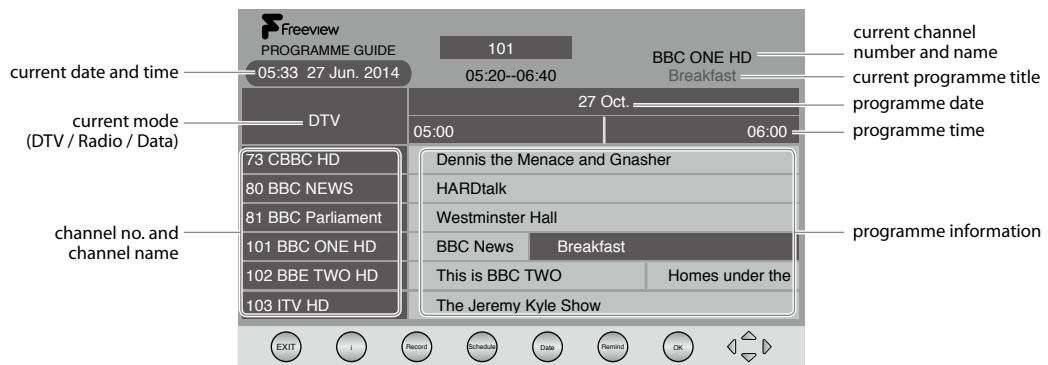 Freeview
PROGRAMME GUIDE
101
BBC ONE HD
current channel
number and name
current date and time
05:33 27 Jun. 2014
05:20--06:40
Breakfast
current programme title
27 Oct.
programme date
current mode
(DTV / Radio / Data)
DTV
05:00
06:00
programme time
73 CBBC HD
Dennis the Menace and Gnasher
80 BBC NEWS
HARDtalk
81 BBC Parliament
Westminster Hall
channel no. and
channel name
101 BBC ONE HD
BBC News
Breakfast
programme information
102 BBE TWO HD
This is BBC TWO
Homes under the
103 ITV HD
The Jeremy Kyle Show
EXIT
i
Record
Schedule
Date
Remind
OK